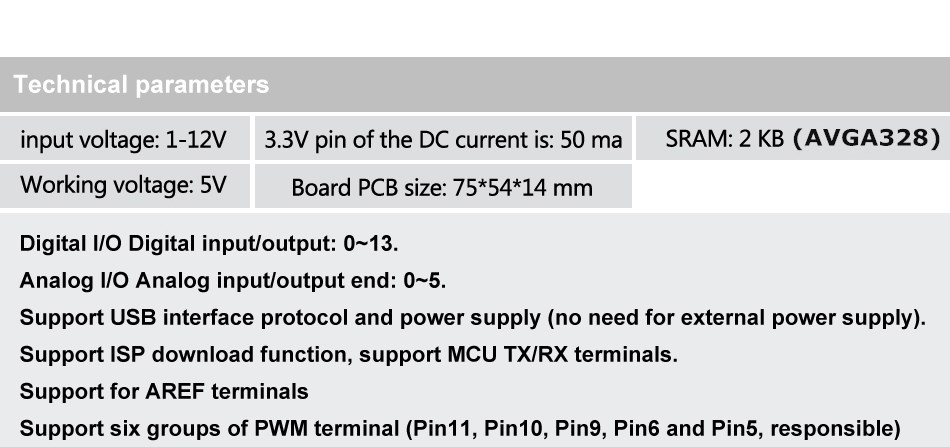 Technical parameters
input voltage: 1-12V 3.3V pin of the DC current is: 50 ma SRAM: 2 KB (AVGA328)
Working voltage: 5V Board PCB size: 75*54*14 mm
Digital I/O Digital input/output: 0~13.
Analog I/O Analog input/output end: 0~5.
Support USB interface protocol and power supply (no need for external power supply).
Support ISP download function, support MCU TX/RX terminals.
Support for AREF terminals
Support six groups of PWM terminal (Pin11, Pin10, Pin9, Pin6 and Pin5, responsible)